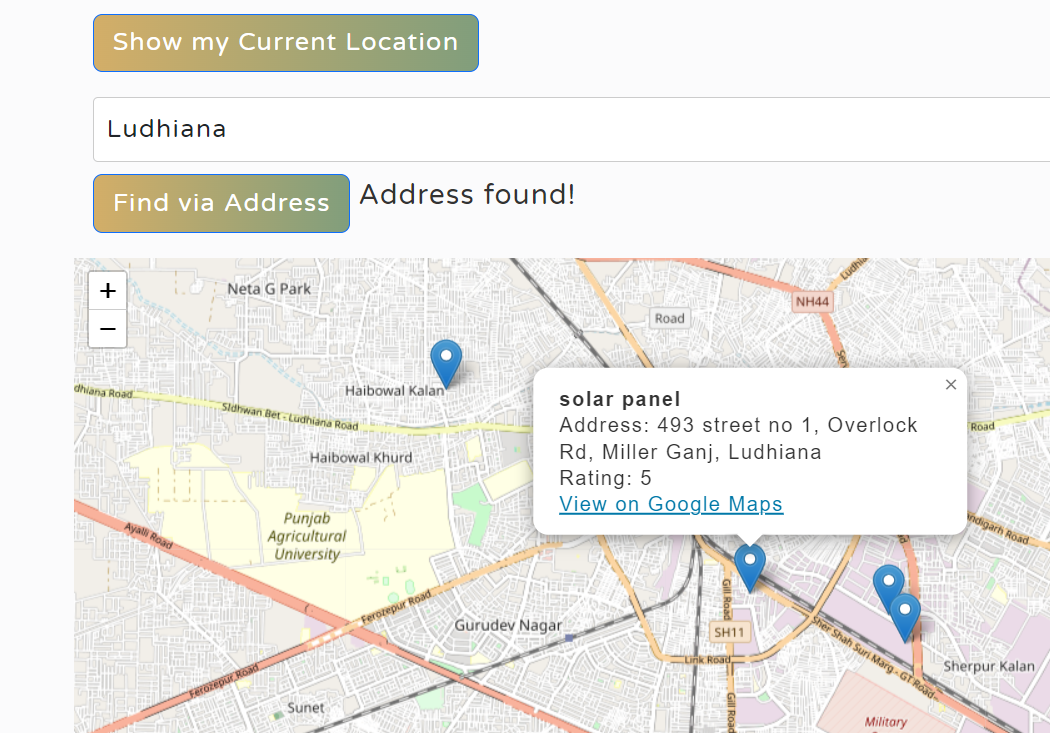 Show my Current Location
Ludhiana
Find via Address
Address found!
+
−
Neta G Park
Road
NH44
Haibowal Kalan
dhiana Road
Sidhwan Bet - Ludhiana Road
Haibowal Khurd
×
solar panel
Address: 493 street no 1, Overlock
Rd, Miller Ganj, Ludhiana
Rating: 5
View on Google Maps
Road
Punjab
Agricultural
University
Ayalli Road
andigarh Road
Ferozepur Road
Gill Road
Gurudev Nagar
SH11
Sher Shah Suri Marg - GT Road
Link Road
Sherpur Kalan
Ferozepur Road
Sunet
Gill Road
Military